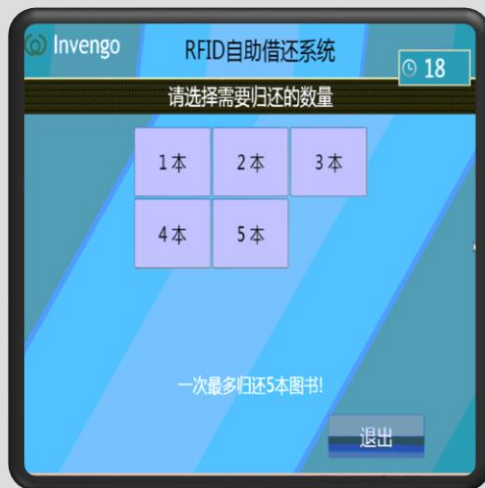 Invengo
RFID自助借还系统
18
请选择需要归还的数量
1 本 2 本 3 本
4 本 5 本
一次最多归还5本图书!
退出